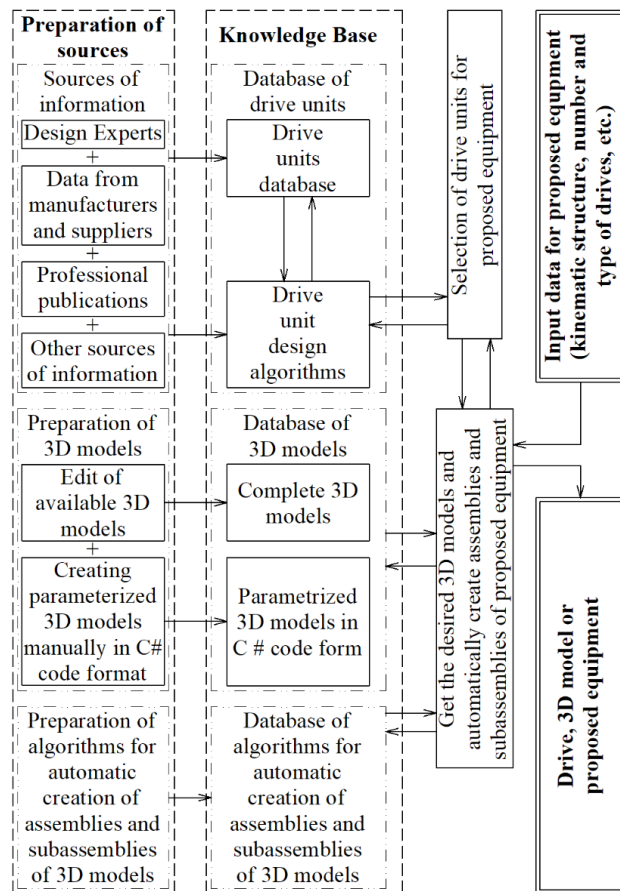 Preparation of
sources
Sources of
information
Design Experts
+
Data from
manufacturers
and suppliers
+
Professional
publications
+
Other sources
of information
Preparation of
3D models
Edit of
available 3D
models
+
Creating
parameterized
3D models
manually in C#
code format
Preparation of
algorithms for
automatic
creation of
assemblies and
subassemblies
of 3D models
Knowledge Base
Database of
drive units
Drive
units
database
Drive
unit
design
algorithms
Database of
3D models
Complete 3D
models
Parametrized
3D models in
C # code form
Database of
algorithms for
automatic
creation of
assemblies and
subassemblies
of 3D models
Selection of drive units for
proposed equipment
Get the desired 3D models and
automatically create assemblies and
subassemblies of proposed equipment
Input data for proposed equpment
(kinematic structure, number and
type of drives, etc.)
Drive, 3D model or
proposed equipment